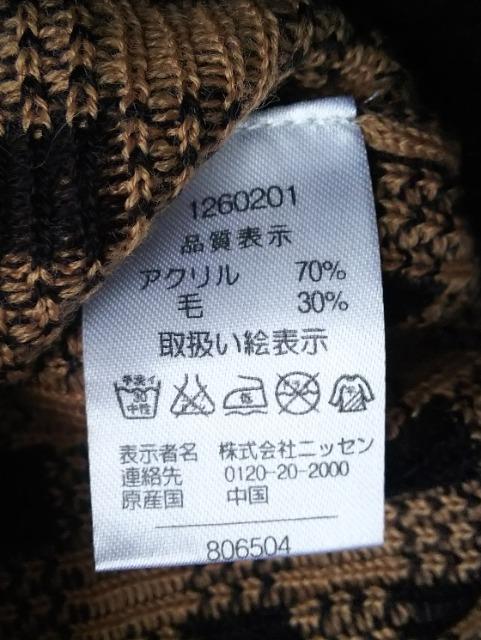 1260201
品質表示
アクリル 70%
毛 30%
取扱い絵表示
手洗イ
30
中性
表示者名 株式会社ニッセン
連絡先 0120-20-2000
原産国 中国
806504